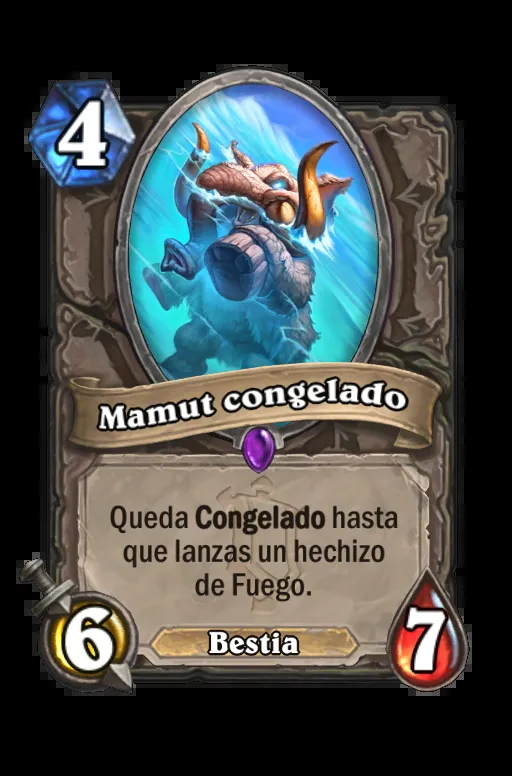 4
Mamut congelado
Queda Congelado hasta
que lanzas un hechizo
de Fuego.
6
Bestia
7